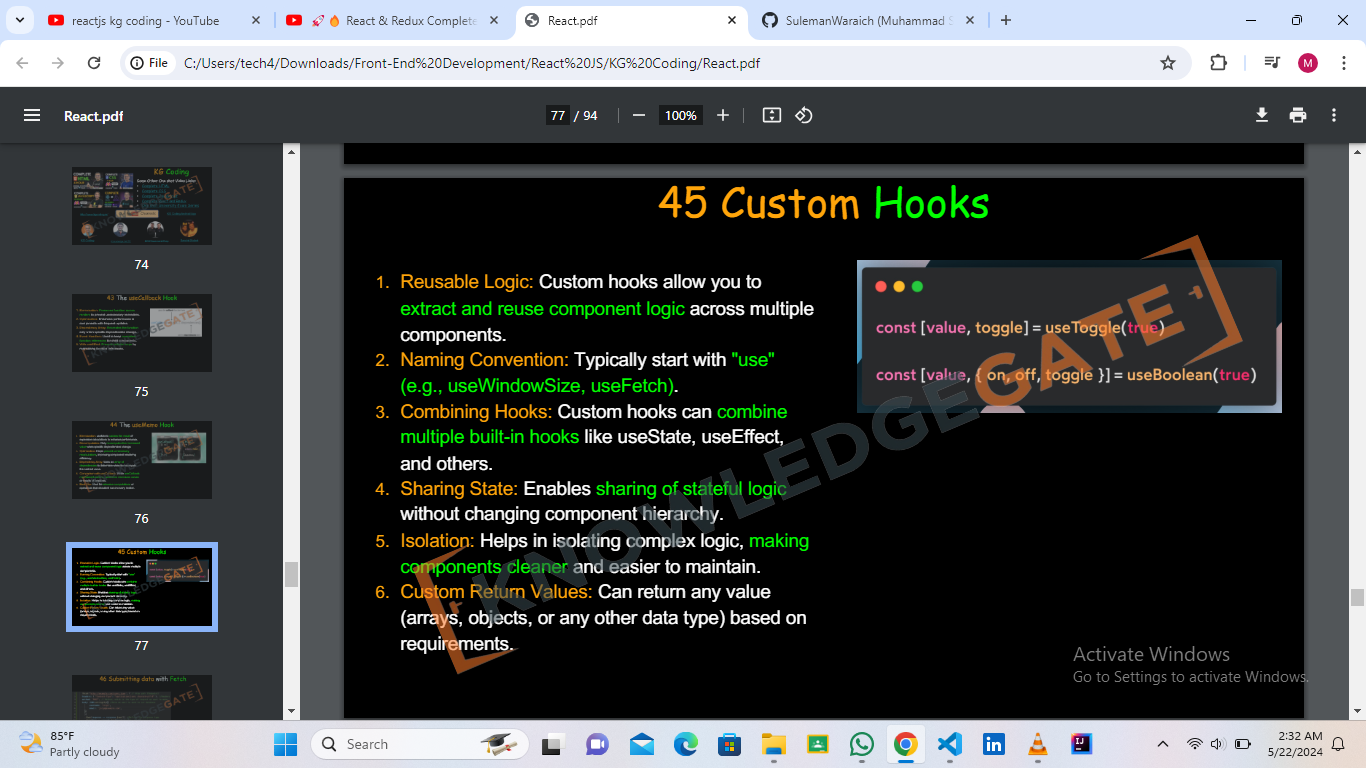 reactjs kg coding - YouTube
🚀🔥 React & Redux Complete
React.pdf
SulemanWaraich (Muhammad S
File
C:/Users/tech4/Downloads/Front-End%20Development/React%20JS/KG%20Coding/React.pdf
M
React.pdf
77 / 94
100%
KG Coding
74
43 The useCallback Hook
75
44 The useMemo Hook
76
45 Custom Hooks
77
46 Submitting data with Fetch
45 Custom Hooks
1. Reusable Logic: Custom hooks allow you to
extract and reuse component logic across multiple
components.
2. Naming Convention: Typically start with "use"
(e.g., useWindowSize, useFetch).
3. Combining Hooks: Custom hooks can combine
multiple built-in hooks like useState, useEffect,
and others.
4. Sharing State: Enables sharing of stateful logic
without changing component hierarchy.
5. Isolation: Helps in isolating complex logic, making
components cleaner and easier to maintain.
6. Custom Return Values: Can return any value
(arrays, objects, or any other data type) based on
requirements.
const [value, toggle] = useToggle(true)
const [value, { on, off, toggle }] = useBoolean(true)
KNOWLEDGEGATE
Activate Windows
Go to Settings to activate Windows.
85°F
Partly cloudy
Search
2:32 AM
5/22/2024